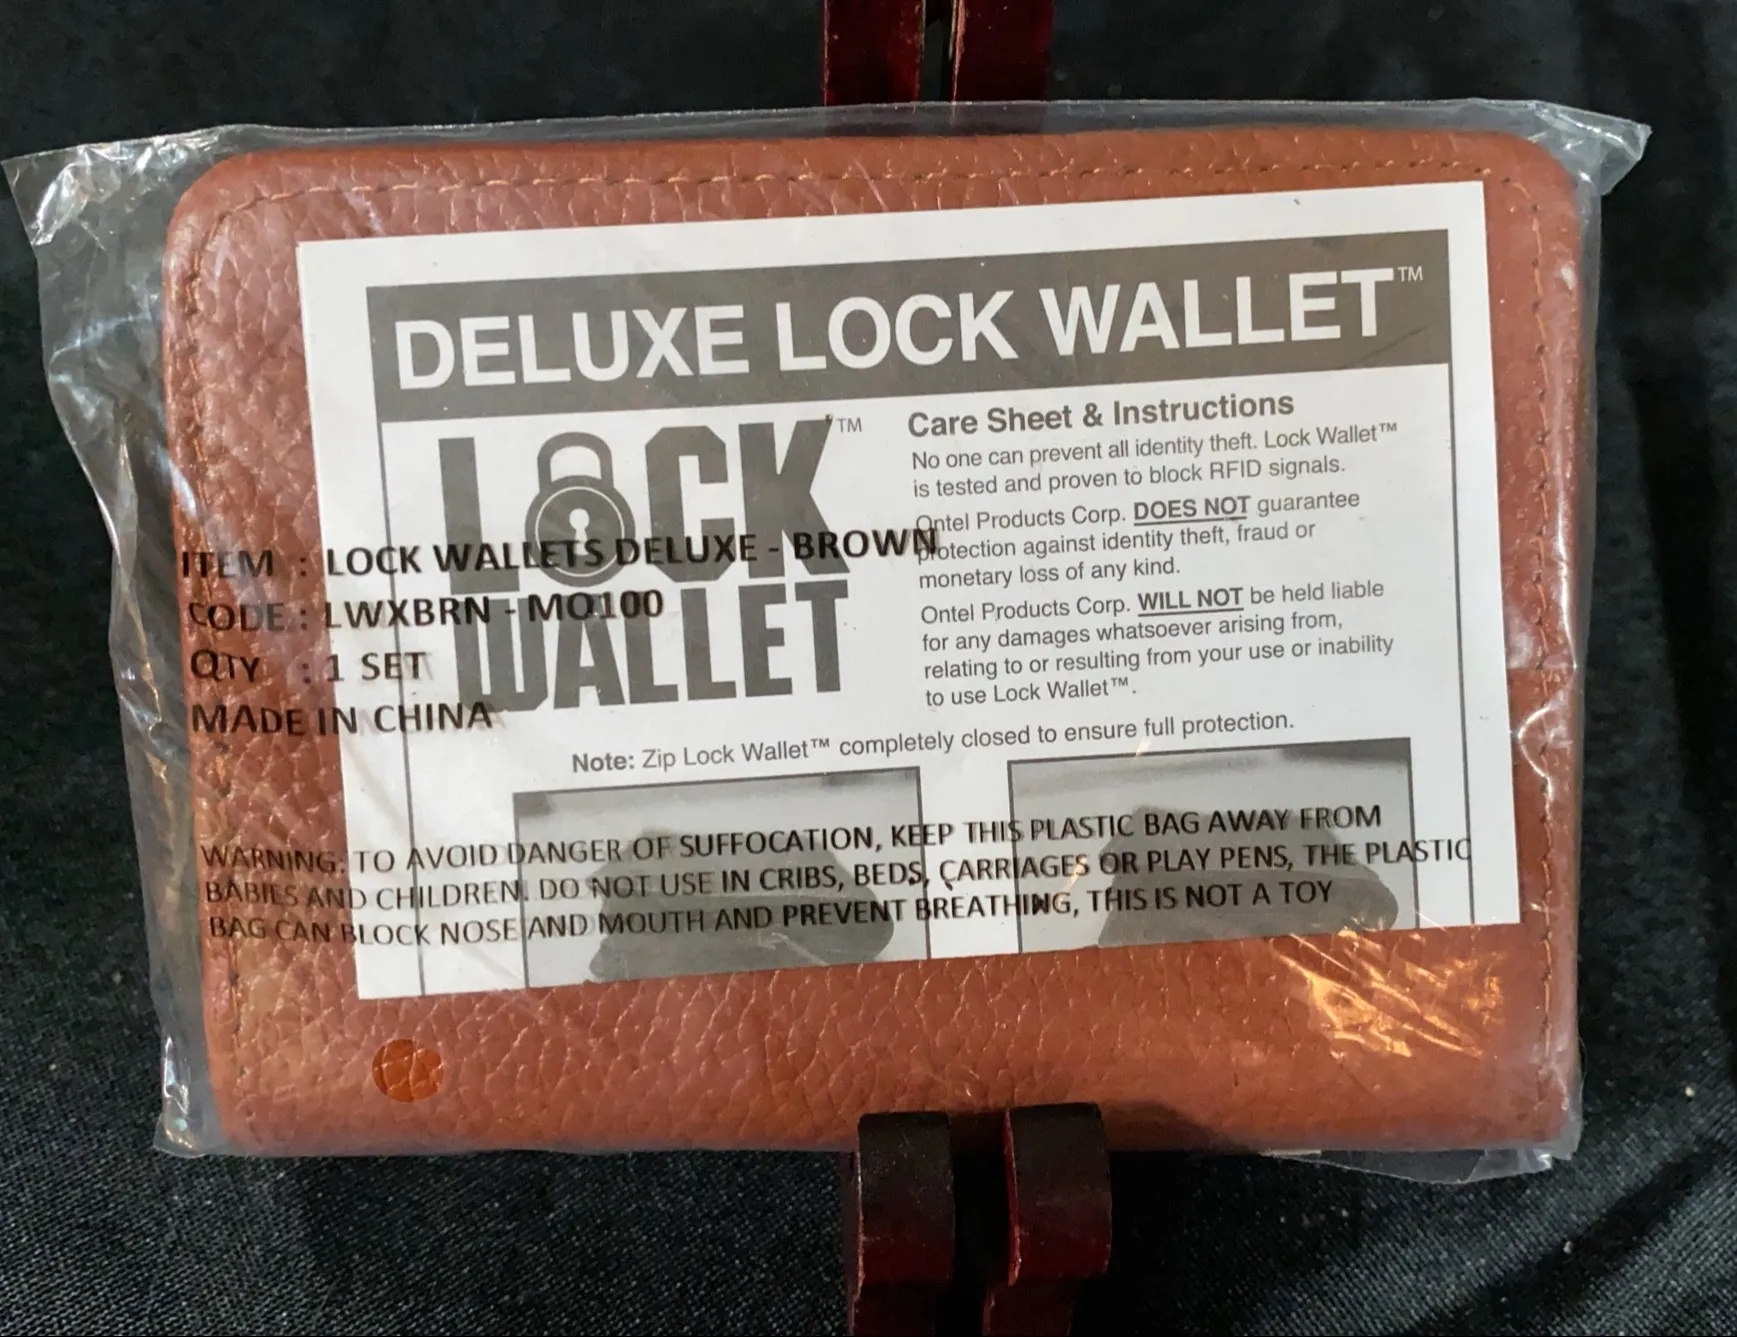 DELUXE LOCK WALLET™
LOCK™
WALLET
Care Sheet & Instructions
No one can prevent all identity theft. Lock Wallet™
is tested and proven to block RFID signals.
Ontel Products Corp. DOES NOT guarantee
protection against identity theft, fraud or
monetary loss of any kind.
Ontel Products Corp. WILL NOT be held liable
for any damages whatsoever arising from,
relating to or resulting from your use or inability
to use Lock Wallet™.
Note: Zip Lock Wallet™ completely closed to ensure full protection.
ITEM : LOCK WALLETS DELUXE - BROWN
CODE : LWXBRN - MO100
QTY : 1 SET
MADE IN CHINA
WARNING: TO AVOID DANGER OF SUFFOCATION, KEEP THIS PLASTIC BAG AWAY FROM
BABIES AND CHILDREN. DO NOT USE IN CRIBS, BEDS, CARRIAGES OR PLAY PENS, THE PLASTIC
BAG CAN BLOCK NOSE AND MOUTH AND PREVENT BREATHING, THIS IS NOT A TOY